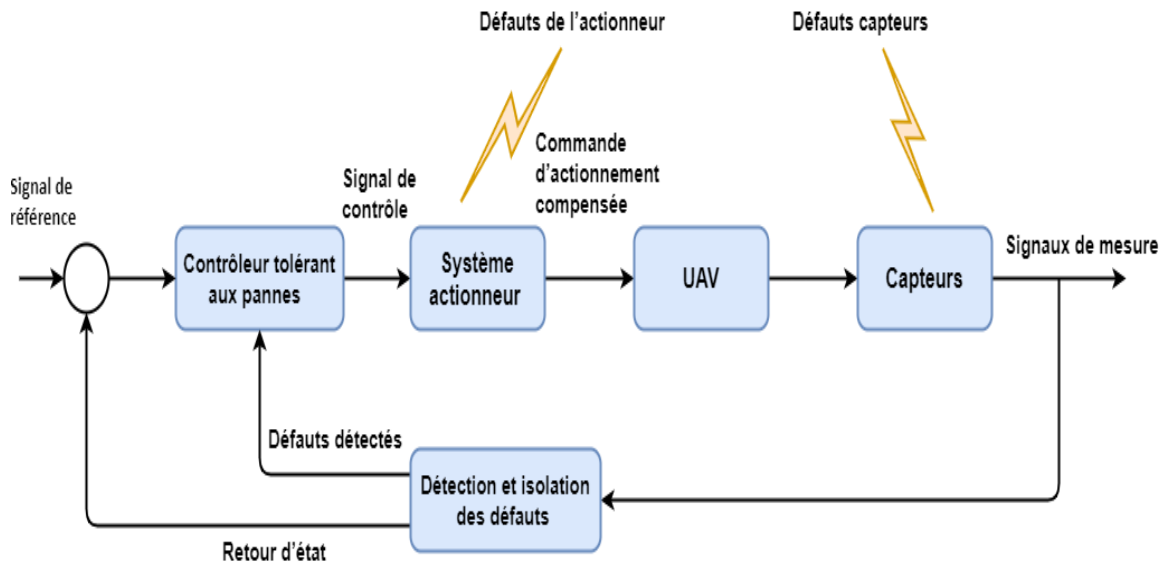 Défauts de l’actionneur
Défauts capteurs
Commande
d’actionnement
compensée
Signal de
contrôle
Signal de
référence
Contrôleur tolérant
aux pannes
Système
actionneur
UAV
Capteurs
Signaux de mesure
Défauts détectés
Détection et isolation
des défauts
Retour d’état